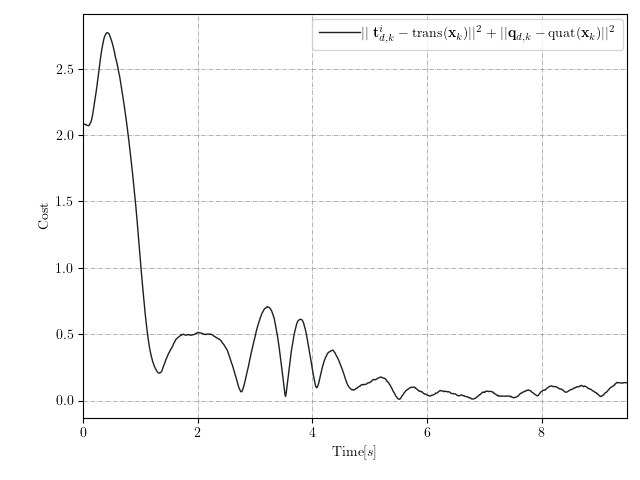 || t^i_{d,k} − trans(x_k)||^2 + ||q_{d,k} − quat(x_k)||^2
2.5
2.0
1.5
1.0
0.5
0.0
Cost
0 2 4 6 8
Time[s]